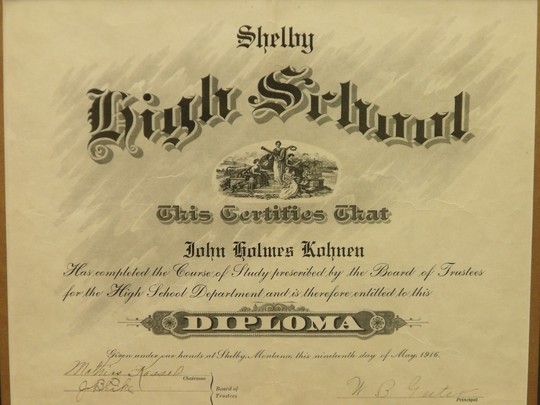 Shelby
High School
This Certifies That
John Holmes Kohnen
Has completed the Course of Study prescribed by the Board of Trustees
for the High School Department and is therefore entitled to this
DIPLOMA
Given under our hands at Shelby, Montana, this nineteenth day of May, 1916.
Chairman
Board of
Trustees
W B
Principal